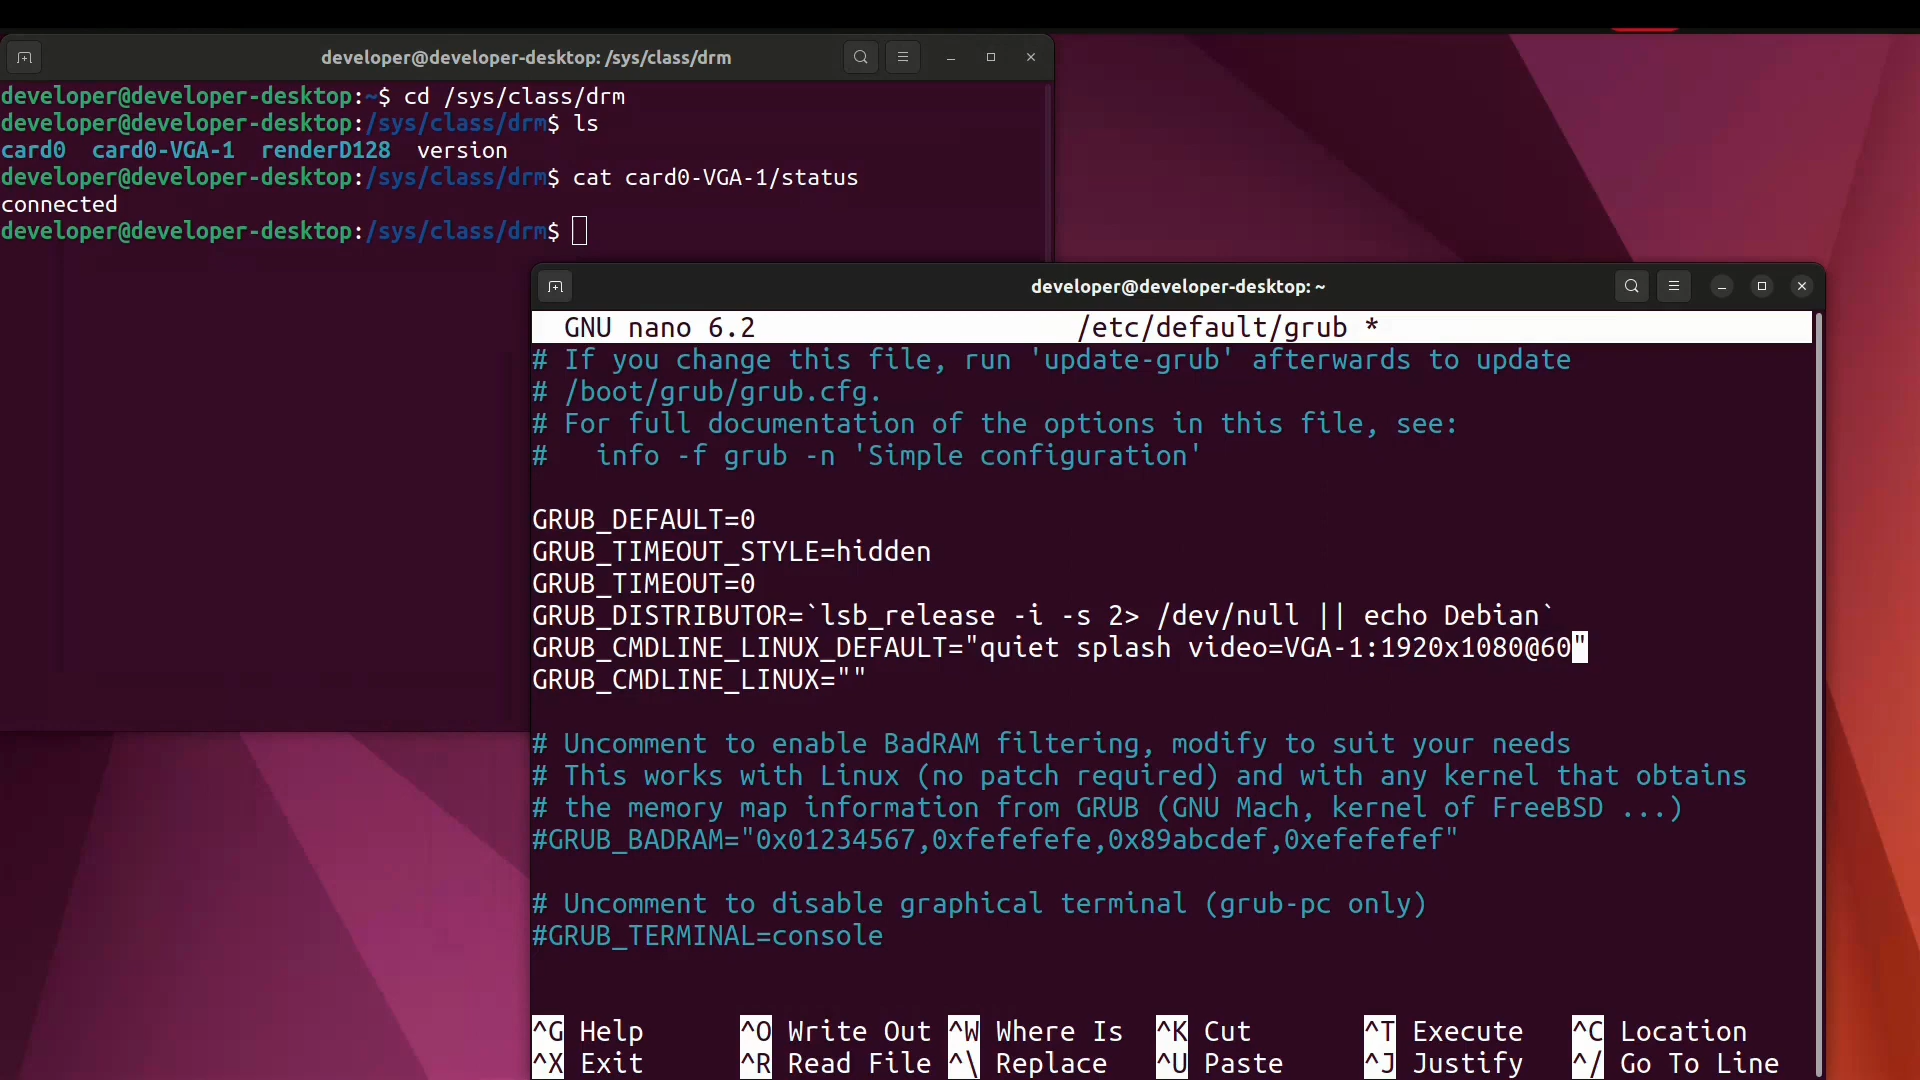 developer@developer-desktop: /sys/class/drm
developer@developer-desktop:~$ cd /sys/class/drm
developer@developer-desktop:/sys/class/drm$ ls
card0  card0-VGA-1  renderD128  version
developer@developer-desktop:/sys/class/drm$ cat card0-VGA-1/status
connected
developer@developer-desktop:/sys/class/drm$
developer@developer-desktop: ~
GNU nano 6.2                    /etc/default/grub *
# If you change this file, run 'update-grub' afterwards to update
# /boot/grub/grub.cfg.
# For full documentation of the options in this file, see:
#   info -f grub -n 'Simple configuration'
GRUB_DEFAULT=0
GRUB_TIMEOUT_STYLE=hidden
GRUB_TIMEOUT=0
GRUB_DISTRIBUTOR=`lsb_release -i -s 2> /dev/null || echo Debian`
GRUB_CMDLINE_LINUX_DEFAULT="quiet splash video=VGA-1:1920x1080@60"
GRUB_CMDLINE_LINUX=""
# Uncomment to enable BadRAM filtering, modify to suit your needs
# This works with Linux (no patch required) and with any kernel that obtains
# the memory map information from GRUB (GNU Mach, kernel of FreeBSD ...)
#GRUB_BADRAM="0x01234567,0xfefefefe,0x89abcdef,0xefefefef"
# Uncomment to disable graphical terminal (grub-pc only)
#GRUB_TERMINAL=console
^G Help      ^O Write Out ^W Where Is  ^K Cut       ^T Execute   ^C Location
^X Exit      ^R Read File ^\ Replace   ^U Paste     ^J Justify   ^/ Go To Line